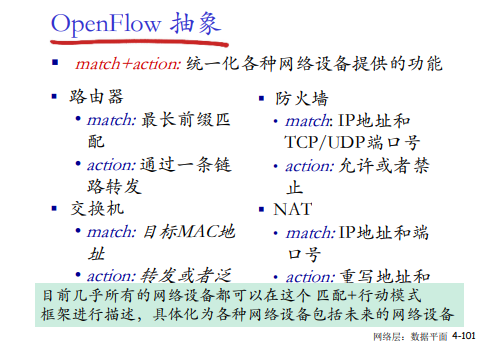 OpenFlow 抽象
▪ match+action: 统一化各种网络设备提供的功能
▪ 路由器
• match: 最长前缀匹
配
• action: 通过一条链
路转发
▪ 交换机
• match: 目标MAC地
址
• action: 转发或者泛
▪ 防火墙
• match: IP地址和
TCP/UDP端口号
• action: 允许或者禁
止
▪ NAT
• match: IP地址和端
口号
• action: 重写地址和
目前几乎所有的网络设备都可以在这个 匹配+行动模式
框架进行描述，具体化为各种网络设备包括未来的网络设备
网络层：数据平面 4-101